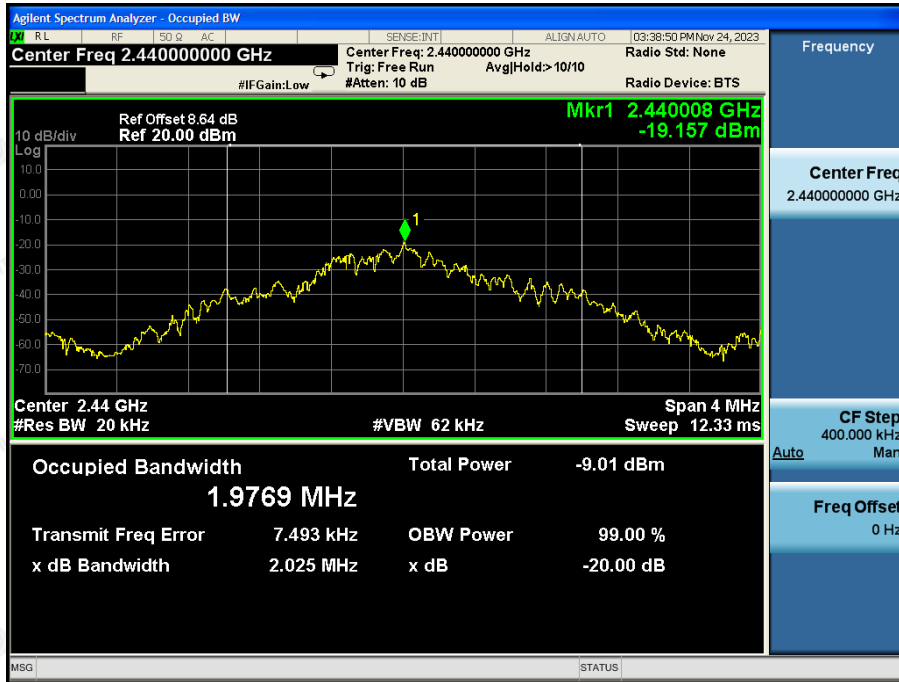 Agilent Spectrum Analyzer - Occupied BW
LXI RL RF 50 Ω AC SENSE:INT ALIGN AUTO 03:38:50 PM Nov 24, 2023
Center Freq 2.440000000 GHz
Center Freq: 2.440000000 GHz
Radio Std: None
Trig: Free Run Avg|Hold:>10/10
#IFGain:Low
#Atten: 10 dB
Radio Device: BTS
Frequency
Mkr1 2.440008 GHz
-19.157 dBm
Ref Offset 8.64 dB
10 dB/div Ref 20.00 dBm
Log
10.0
0.00
-10.0
-20.0
-30.0
-40.0
-50.0
-60.0
-70.0
1
Center 2.44 GHz Span 4 MHz
#Res BW 20 kHz #VBW 62 kHz Sweep 12.33 ms
Center Freq
2.440000000 GHz
CF Step
400.000 kHz
Auto Man
Freq Offset
0 Hz
Occupied Bandwidth Total Power -9.01 dBm
1.9769 MHz
Transmit Freq Error 7.493 kHz OBW Power 99.00 %
x dB Bandwidth 2.025 MHz x dB -20.00 dB
MSG STATUS